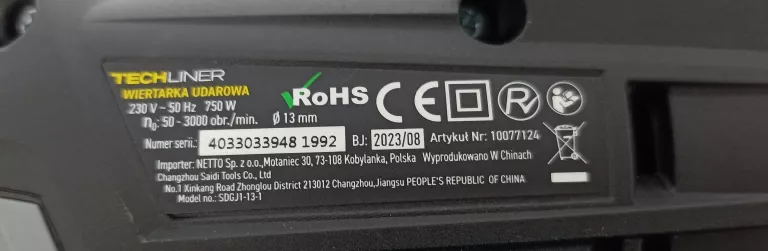 TECHLINER
WIERTARKA UDAROWA
230 V~ 50 Hz 750 W
n₀: 50 - 3000 obr./min. Ø 13 mm
RoHS
CE
Numer serii.: 4033033948 1992 BJ: 2023/08 Artykuł Nr: 10077124
Importer: NETTO Sp. z o.o., Motaniec 30, 73-108 Kobylanka, Polska Wyprodukowano W Chinach
Changzhou Saidi Tools Co., Ltd
No.1 Xinkang Road Zhonglou District 213012 Changzhou,Jiangsu PEOPLE'S REPUBLIC OF CHINA
Model no.: SDGJ1-13-1